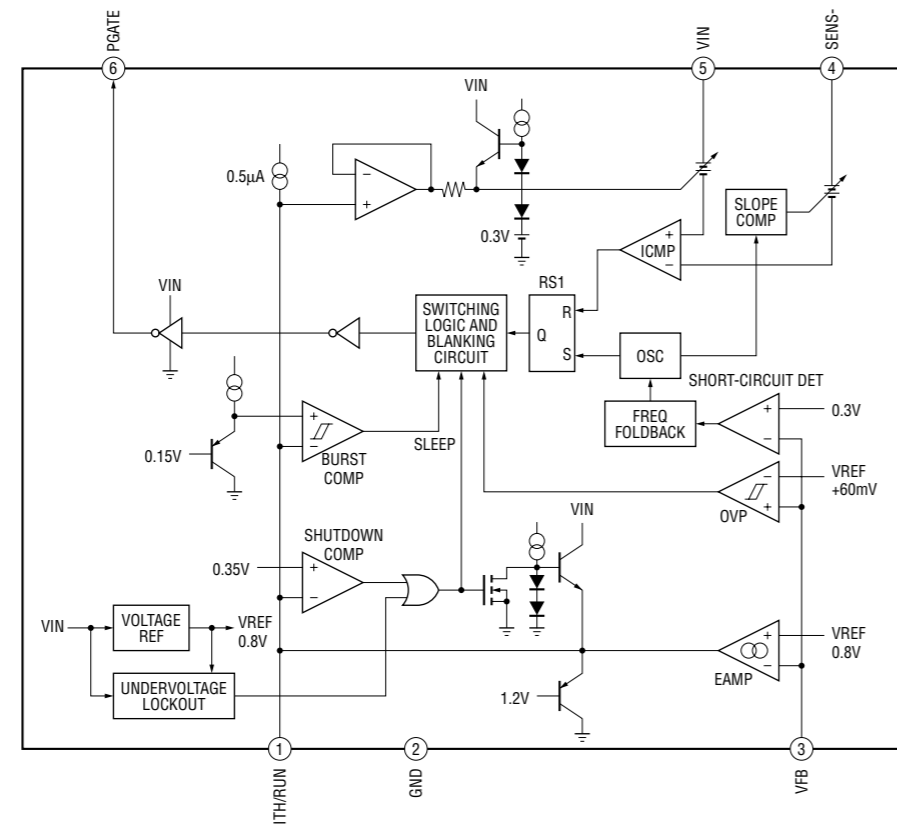 PGATE
6
VIN
5
SENS-
4
VIN
0.5μA
-
+
0.3V
SLOPE
COMP
+
ICMP
-
RS1
R
Q
S
VIN
SWITCHING
LOGIC AND
BLANKING
CIRCUIT
OSC
SHORT-CIRCUIT DET
FREQ
FOLDBACK
+
-
0.3V
0.15V
+
-
BURST
COMP
SLEEP
-
+
OVP
VREF
+60mV
SHUTDOWN
COMP
0.35V
+
-
VIN
VIN
VOLTAGE
REF
VREF
0.8V
UNDERVOLTAGE
LOCKOUT
1.2V
+
-
EAMP
VREF
0.8V
1
ITH/RUN
2
GND
3
VFB